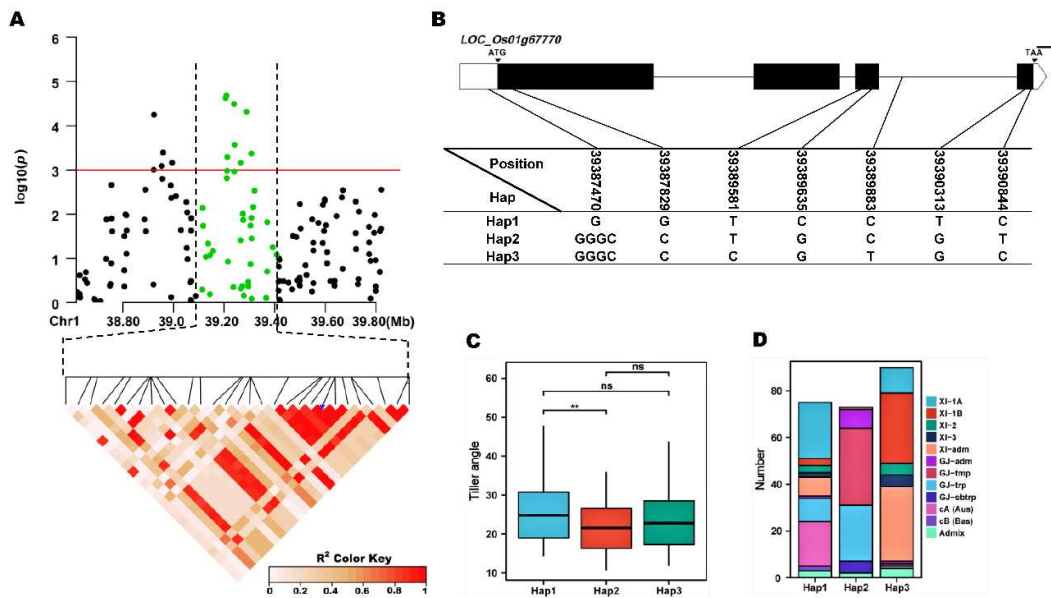 A
6
5
4
3
2
1
0
log10(p)
Chr1 38.80 39.0 39.20 39.40 39.60 39.80(Mb)
R² Color Key
0 0.2 0.4 0.6 0.8 1
B
LOC_Os01g67770
ATG TAA
Position 39387470 39387829 39389581 39389635 39389883 39390313 39390844
Hap
Hap1 G G T C C T C
Hap2 GGGC C T G C G T
Hap3 GGGC C C G T G C
C
60
50
40
30
20
10
Tiller angle
ns
ns
**
Hap1 Hap2 Hap3
D
80
60
40
20
0
Number
Hap1 Hap2 Hap3
XI-1A
XI-1B
XI-2
XI-3
XI-adm
GJ-adm
GJ-tmp
GJ-trp
GJ-sbtrp
cA (Aus)
cB (Bas)
Admix